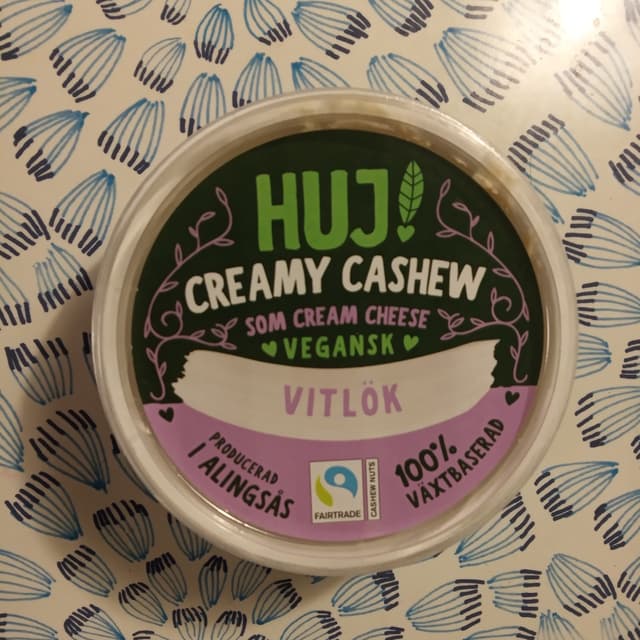 HUJ!
CREAMY CASHEW
SOM CREAM CHEESE
VEGANSK
VITLÖK
PRODUCERAD
I ALINGSÅS
FAIRTRADE
CASHEW NUTS
100%
VÄXTBASERAD